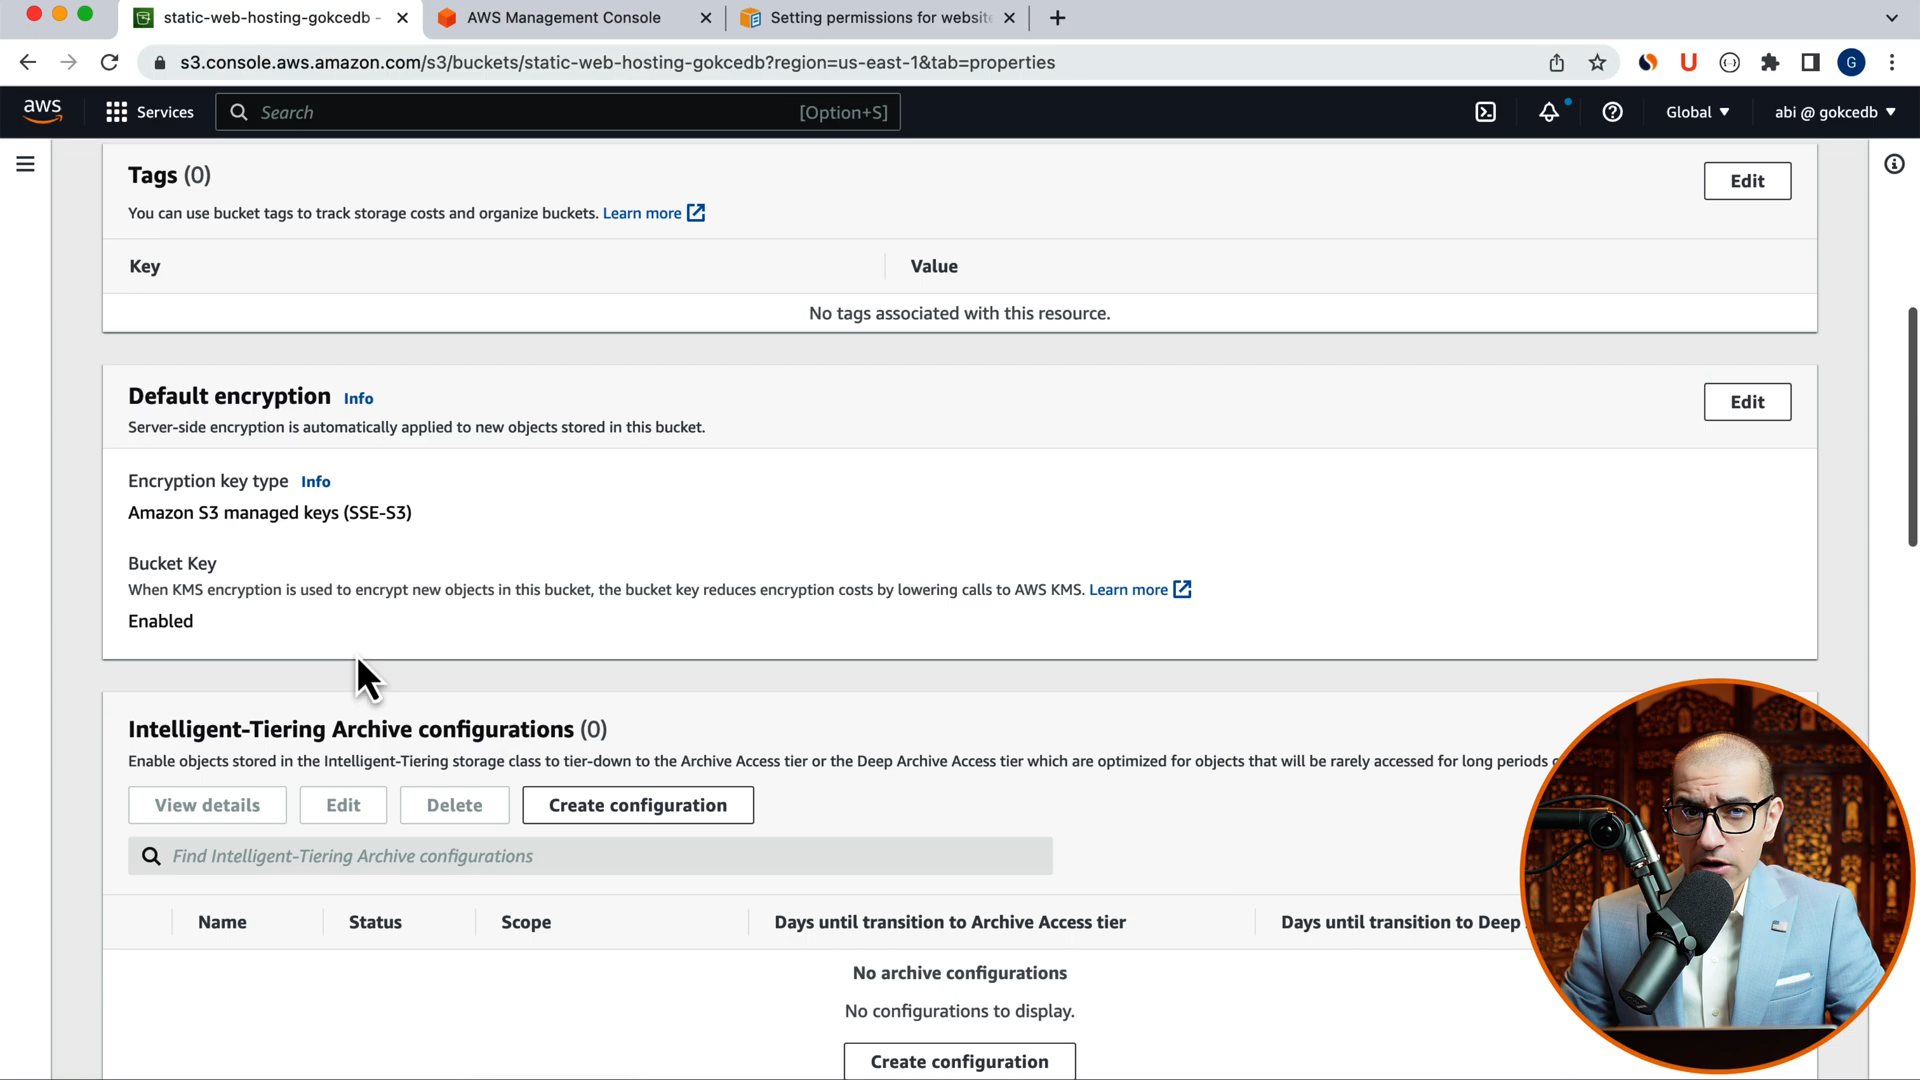 static-web-hosting-gokcedb -
AWS Management Console
Setting permissions for website
s3.console.aws.amazon.com/s3/buckets/static-web-hosting-gokcedb?region=us-east-1&tab=properties
G
aws
Services
Search
[Option+S]
Global
abi @ gokcedb
Tags (0)
Edit
You can use bucket tags to track storage costs and organize buckets. Learn more
Key
Value
No tags associated with this resource.
Default encryption Info
Edit
Server-side encryption is automatically applied to new objects stored in this bucket.
Encryption key type Info
Amazon S3 managed keys (SSE-S3)
Bucket Key
When KMS encryption is used to encrypt new objects in this bucket, the bucket key reduces encryption costs by lowering calls to AWS KMS. Learn more
Enabled
Intelligent-Tiering Archive configurations (0)
Enable objects stored in the Intelligent-Tiering storage class to tier-down to the Archive Access tier or the Deep Archive Access tier which are optimized for objects that will be rarely accessed for long periods
View details
Edit
Delete
Create configuration
Find Intelligent-Tiering Archive configurations
Name
Status
Scope
Days until transition to Archive Access tier
Days until transition to Deep
No archive configurations
No configurations to display.
Create configuration